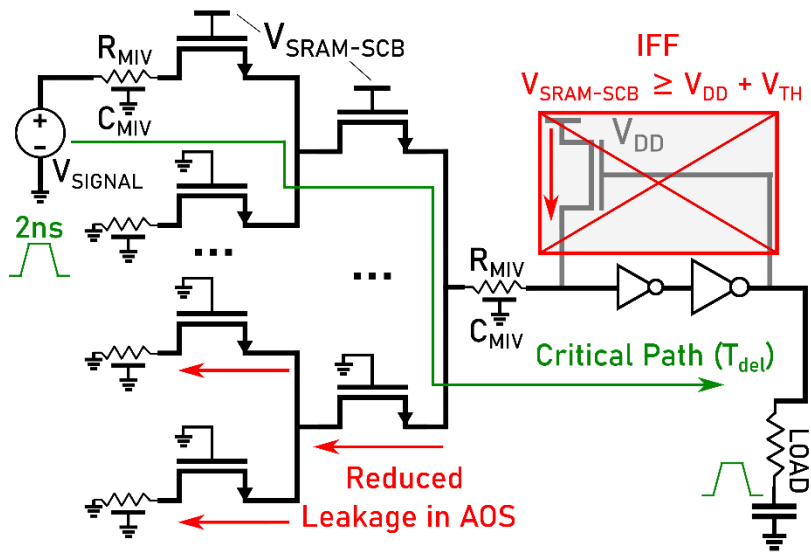 R_MIV
V_SRAM-SCB
C_MIV
V_SIGNAL
2ns
...
...
IFF
V_SRAM-SCB ≥ V_DD + V_TH
V_DD
R_MIV
C_MIV
Critical Path (T_del)
Reduced
Leakage in AOS
LOAD